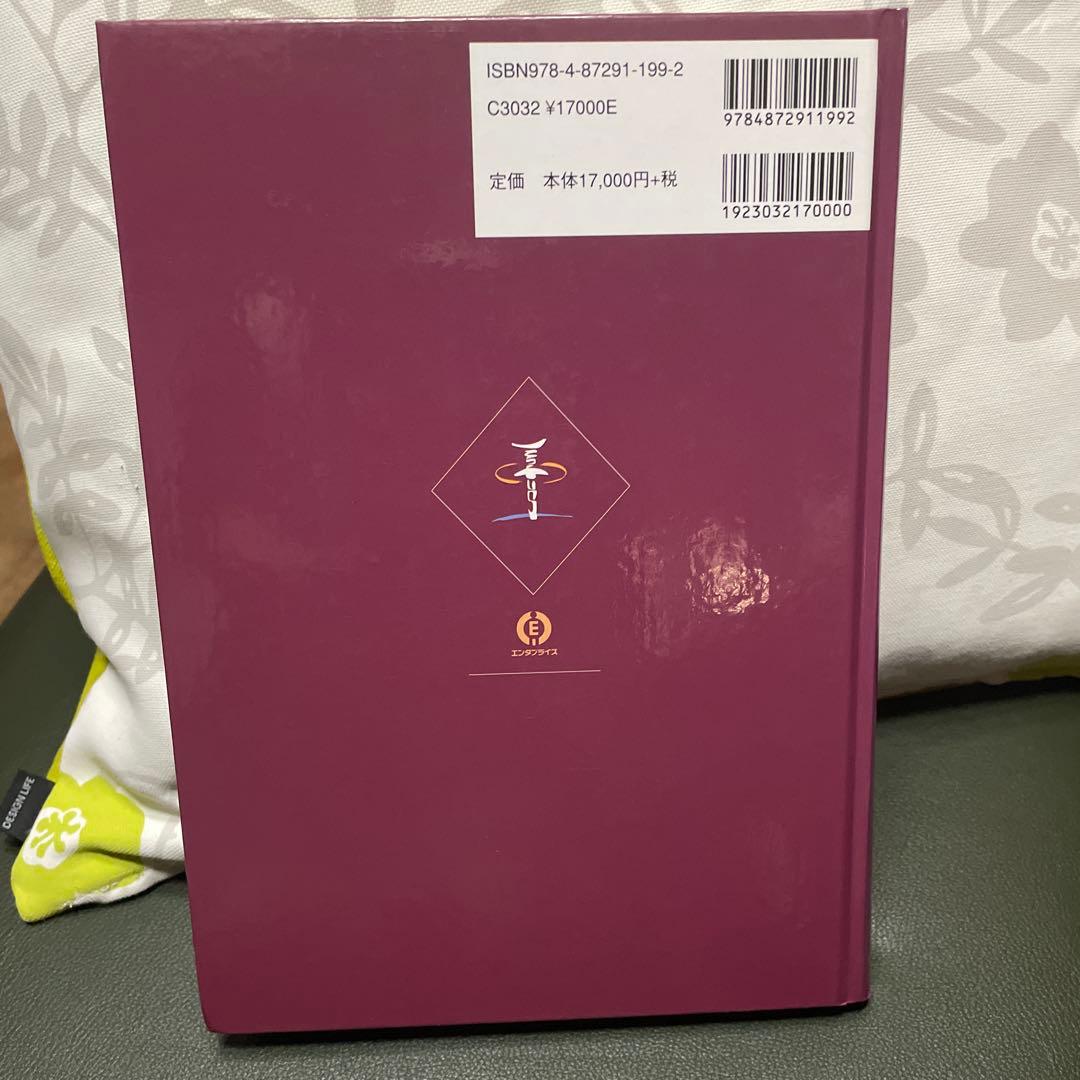 ISBN978-4-87291-199-2
C3032 ¥17000E
定価 本体17,000円+税
9784872911992
1923032170000
E
エンタプライズ
DESIGN LIFE